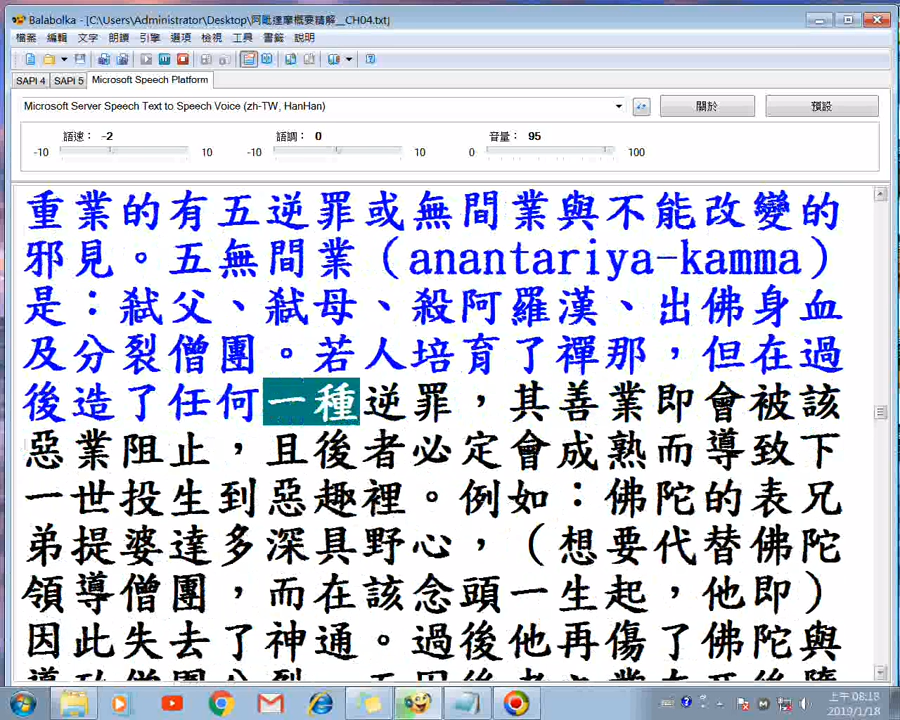 Balabolka - [C:\Users\Administrator\Desktop\阿毗達摩概要精解__CH04.txt]
檔案 編輯 文字 朗讀 引擎 選項 檢視 工具 書籤 說明
SAPI 4 SAPI 5 Microsoft Speech Platform
Microsoft Server Speech Text to Speech Voice (zh-TW, HanHan) 關於 預設
語速： -2 語調： 0 音量： 95
-10 10 -10 10 0 100
重業的有五逆罪或無間業與不能改變的
邪見。五無間業（anantariya-kamma）
是：弒父、弒母、殺阿羅漢、出佛身血
及分裂僧團。若人培育了禪那，但在過
後造了任何一種逆罪，其善業即會被該
惡業阻止，且後者必定會成熟而導致下
一世投生到惡趣裡。例如：佛陀的表兄
弟提婆達多深具野心，（想要代替佛陀
領導僧團，而在該念頭一生起，他即）
因此失去了神通。過後他再傷了佛陀與
上午 08:18
2019/1/18